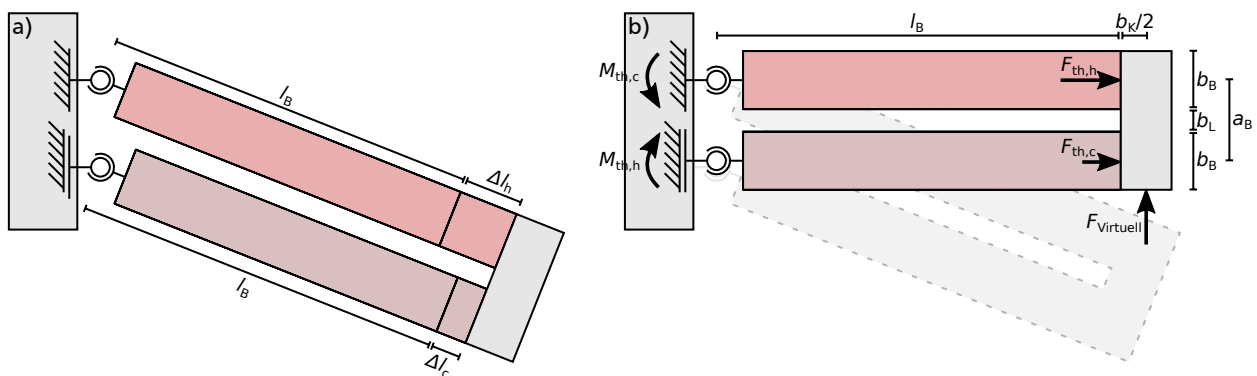 a)
l_B
Δl_h
l_B
Δl_c
b)
l_B
b_K/2
M_th,c
F_th,h
b_B
b_L
a_B
M_th,h
F_th,c
b_B
F_Virtuell